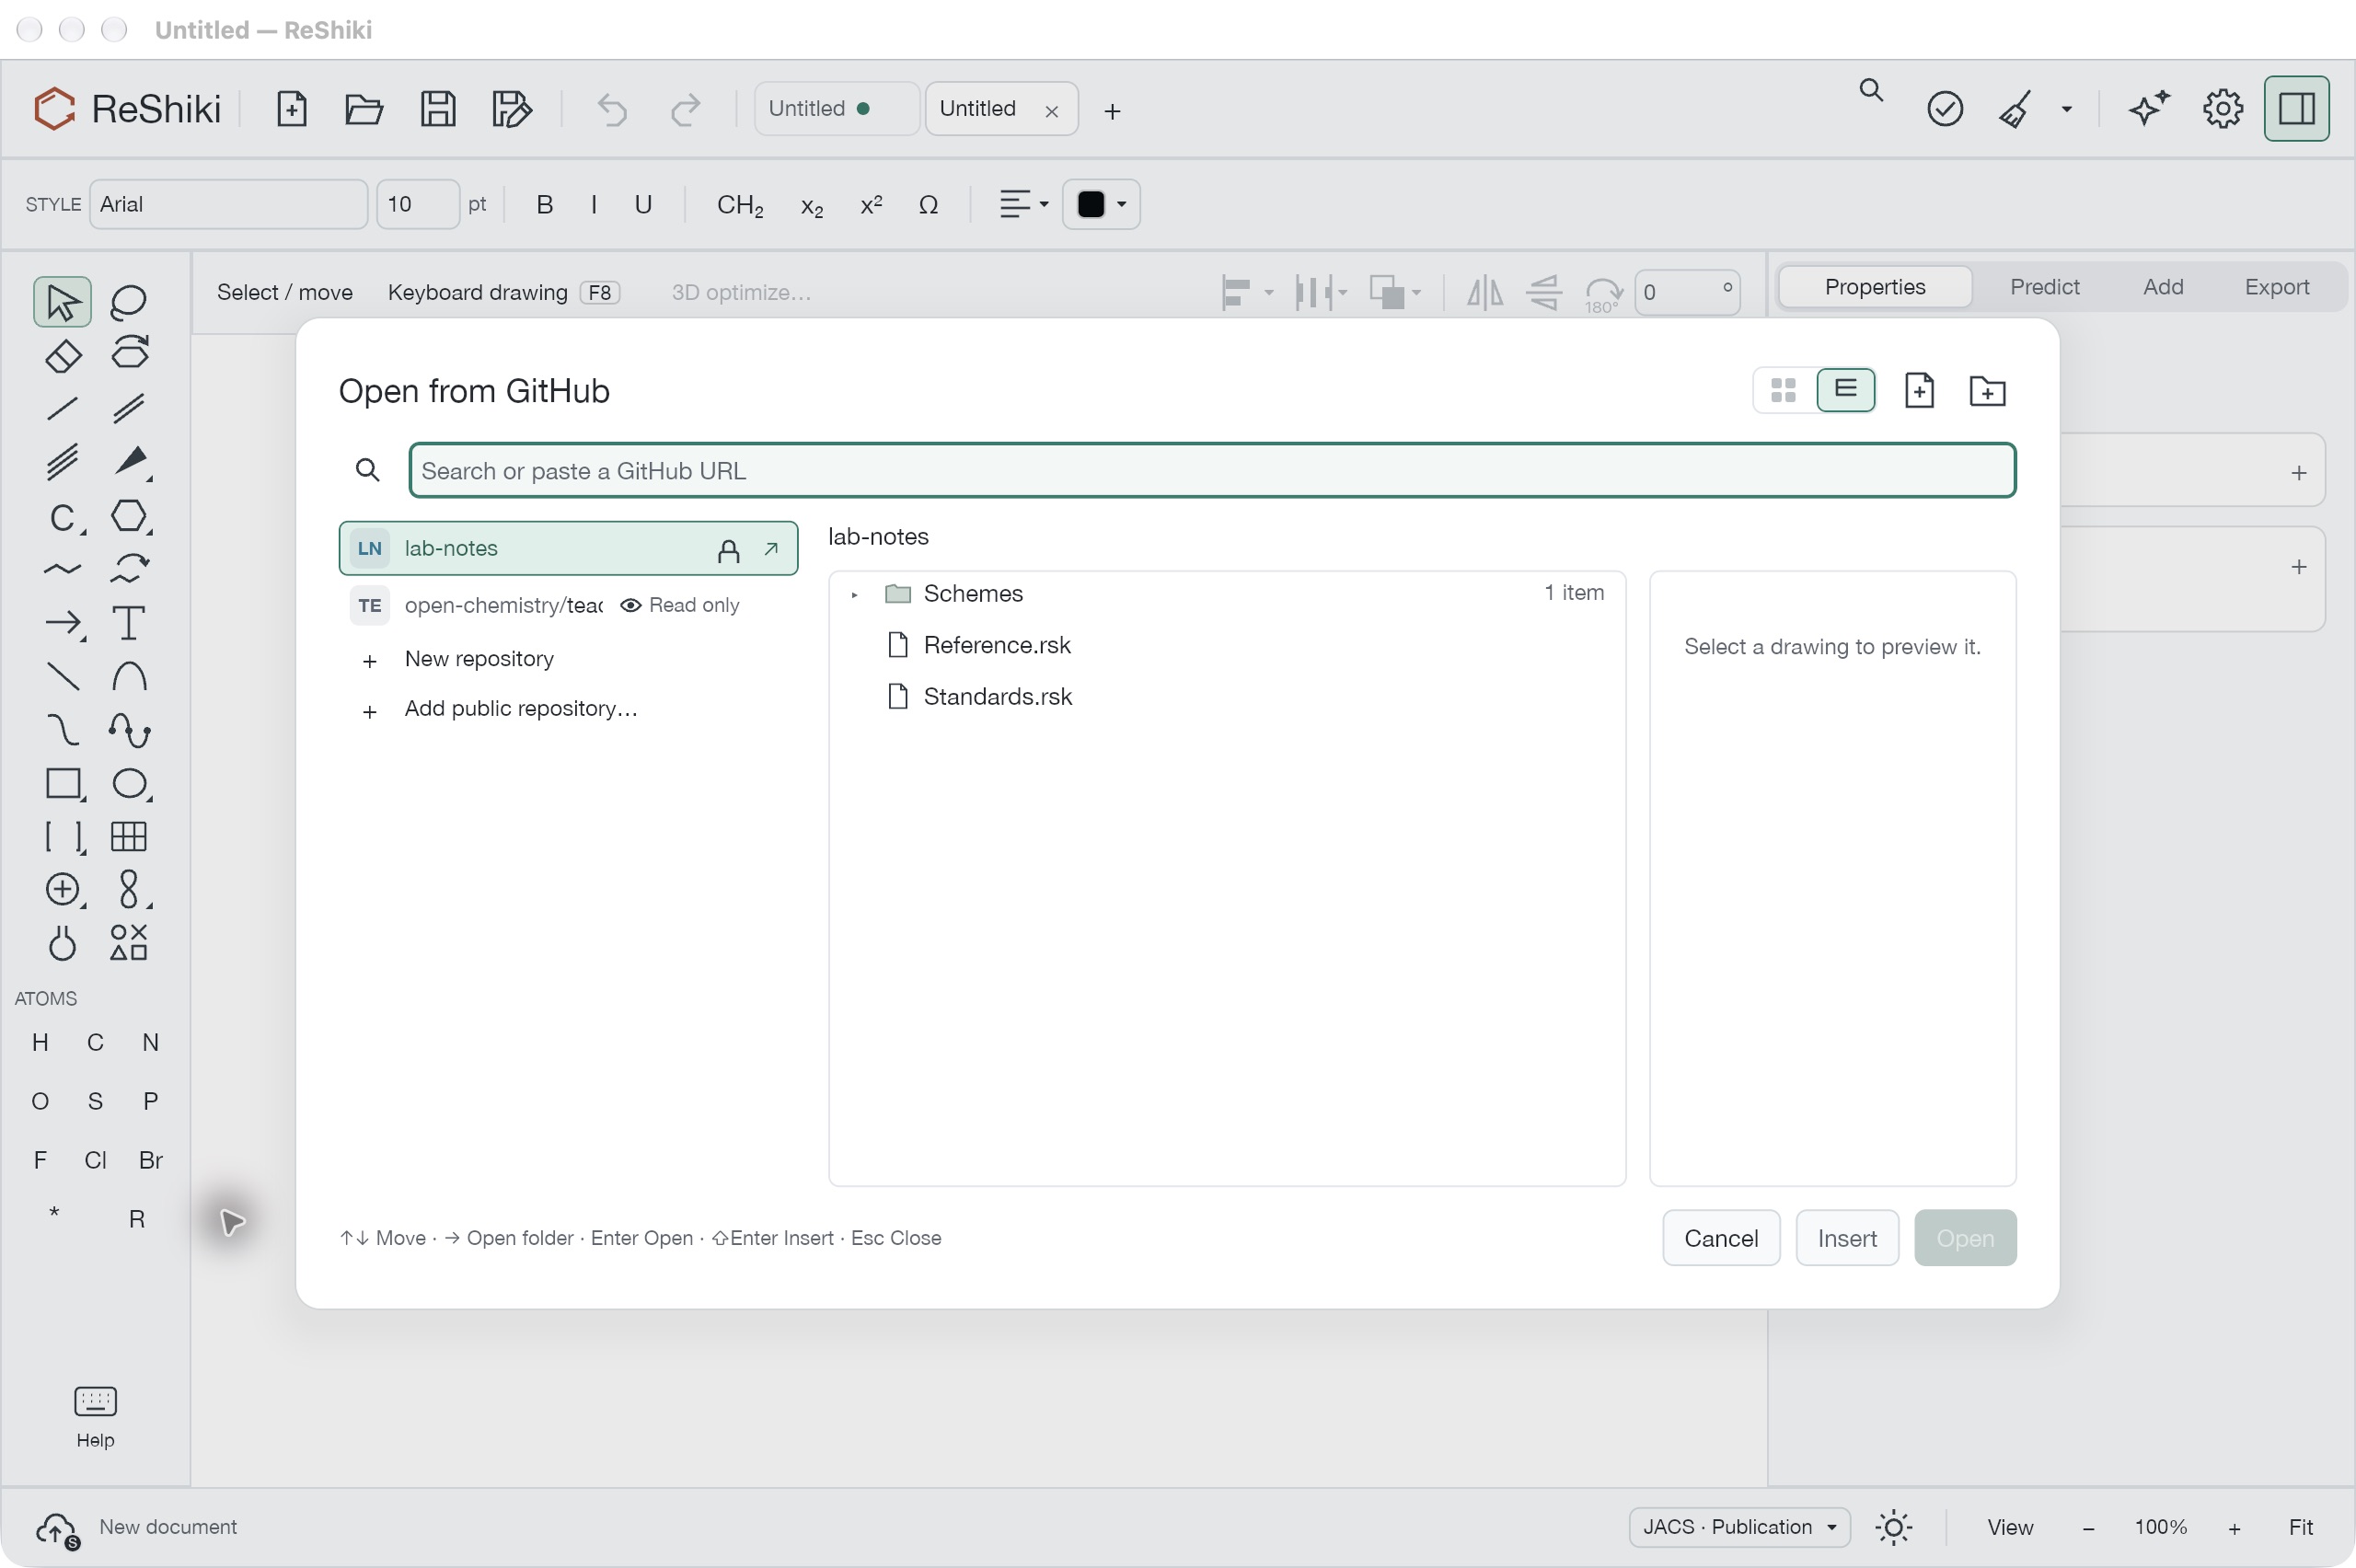 Untitled — ReShiki
ReShiki
Untitled
Untitled
STYLE Arial 10 pt B I U CH₂ x₂ x² Ω
Select / move Keyboard drawing F8 3D optimize... 180° 0 °
Properties Predict Add Export
Open from GitHub
Search or paste a GitHub URL
LN lab-notes
TE open-chemistry/teac Read only
+ New repository
+ Add public repository...
lab-notes
Schemes 1 item
Reference.rsk
Standards.rsk
Select a drawing to preview it.
↑↓ Move · → Open folder · Enter Open · ⇧Enter Insert · Esc Close
Cancel Insert Open
C
T
[ ]
ATOMS
H C N
O S P
F Cl Br
* R
Help
S New document
JACS · Publication View − 100% + Fit